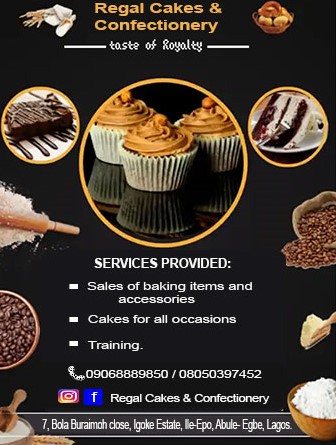 Regal Cakes &
Confectionery
taste of Royalty
SERVICES PROVIDED:
Sales of baking items and
accessories
Cakes for all occasions
Training.
09068889850 / 08050397452
Regal Cakes & Confectionery
7, Bola Buraimoh close, Igoke Estate, Ile-Epo, Abule- Egbe, Lagos.